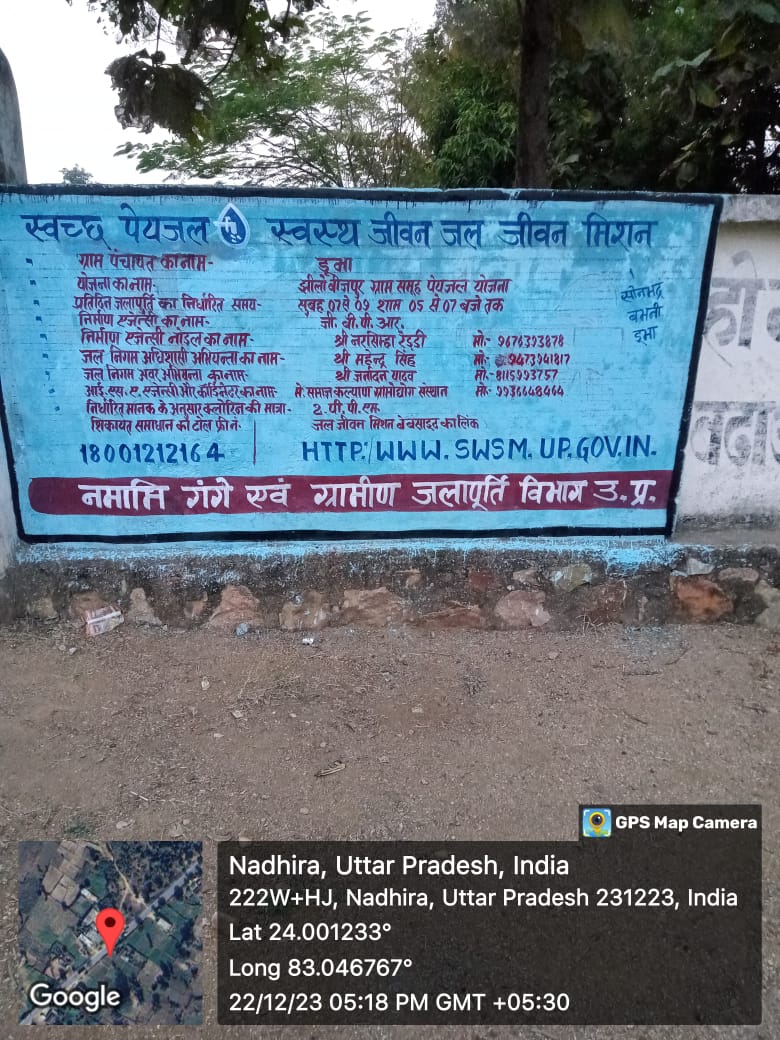 स्वच्छ पेयजल स्वस्थ जीवन जल जीवन मिशन
ग्राम पंचायत का नाम- डूभा
योजना का नाम- झीलो बीजपुर ग्राम समूह पेयजल योजना
प्रतिदिन जलापूर्ति का निर्धारित समय- सुबह 07 से 09 शाम 05 से 07 बजे तक
निर्माण एजेन्सी का नाम- जी. वी. पी. आर.
निर्माण एजेन्सी नोडल का नाम- श्री नरसिम्हा रेड्डी मो- 9676393878
जल निगम अधिशासी अभियन्ता का नाम- श्री महेन्द्र सिंह मो- 9473941817
जल निगम अवर अभियन्ता का नाम- श्री जनार्दन यादव मो- 8115993757
आई. एस. ए. एजेन्सी और कॉर्डिनेटर का नाम- मे. समाज कल्याण ग्रामोद्योग संस्थान मो- 9936648464
निर्धारित मानक के अनुसार क्लोरिन की मात्रा- 2. पी. पी. एम.
शिकायत समाधान की टोल फ्री नं. जल जीवन मिशन बेबसाइट का लिंक
18001212164 HTTP:/WWW.SWSM.UP.GOV.IN.
सोनभद्र
बभनी
डूभा
नमामि गंगे एवं ग्रामीण जलापूर्ति विभाग उ.प्र.
GPS Map Camera
Nadhira, Uttar Pradesh, India
222W+HJ, Nadhira, Uttar Pradesh 231223, India
Lat 24.001233°
Long 83.046767°
22/12/23 05:18 PM GMT +05:30
Google